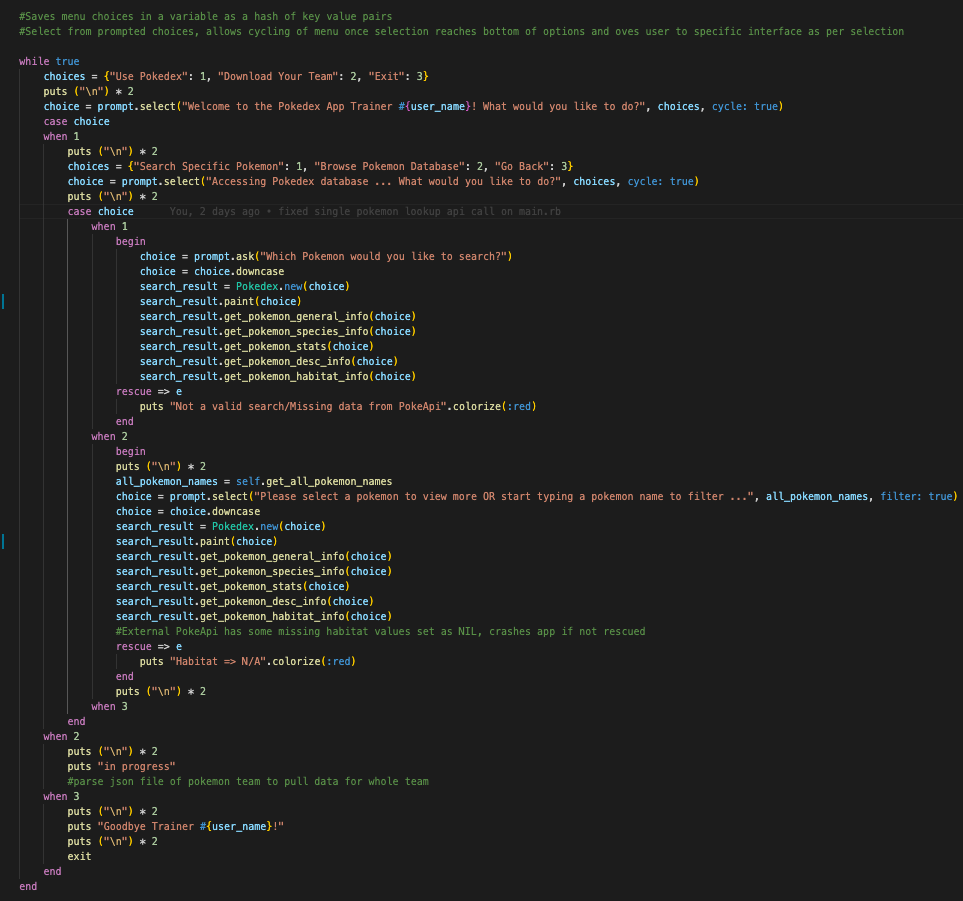 #Saves menu choices in a variable as a hash of key value pairs
#Select from prompted choices, allows cycling of menu once selection reaches bottom of options and oves user to specific interface as per selection

while true
    choices = {"Use Pokedex": 1, "Download Your Team": 2, "Exit": 3}
    puts ("\n") * 2
    choice = prompt.select("Welcome to the Pokedex App Trainer #{user_name}! What would you like to do?", choices, cycle: true)
    case choice
    when 1
        puts ("\n") * 2
        choices = {"Search Specific Pokemon": 1, "Browse Pokemon Database": 2, "Go Back": 3}
        choice = prompt.select("Accessing Pokedex database ... What would you like to do?", choices, cycle: true)
        puts ("\n") * 2
        case choice     You, 2 days ago • fixed single pokemon lookup api call on main.rb
            when 1
                begin
                    choice = prompt.ask("Which Pokemon would you like to search?")
                    choice = choice.downcase
                    search_result = Pokedex.new(choice)
                    search_result.paint(choice)
                    search_result.get_pokemon_general_info(choice)
                    search_result.get_pokemon_species_info(choice)
                    search_result.get_pokemon_stats(choice)
                    search_result.get_pokemon_desc_info(choice)
                    search_result.get_pokemon_habitat_info(choice)
                rescue => e
                    puts "Not a valid search/Missing data from PokeApi".colorize(:red)
                end
            when 2
                begin
                puts ("\n") * 2
                all_pokemon_names = self.get_all_pokemon_names
                choice = prompt.select("Please select a pokemon to view more OR start typing a pokemon name to filter ...", all_pokemon_names, filter: true)
                choice = choice.downcase
                search_result = Pokedex.new(choice)
                search_result.paint(choice)
                search_result.get_pokemon_general_info(choice)
                search_result.get_pokemon_species_info(choice)
                search_result.get_pokemon_stats(choice)
                search_result.get_pokemon_desc_info(choice)
                search_result.get_pokemon_habitat_info(choice)
                #External PokeApi has some missing habitat values set as NIL, crashes app if not rescued
                rescue => e
                    puts "Habitat => N/A".colorize(:red)
                end
                puts ("\n") * 2
            when 3
        end
    when 2
        puts ("\n") * 2
        puts "in progress"
        #parse json file of pokemon team to pull data for whole team
    when 3
        puts ("\n") * 2
        puts "Goodbye Trainer #{user_name}!"
        puts ("\n") * 2
        exit
    end
end